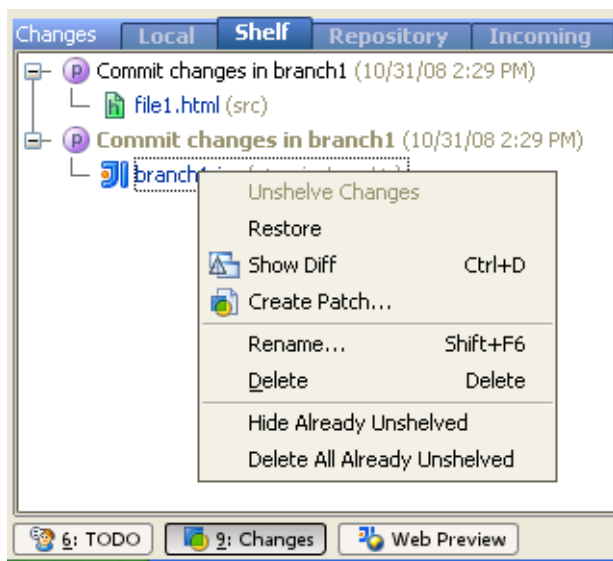 Changes Local Shelf Repository Incoming
Commit changes in branch1 (10/31/08 2:29 PM)
file1.html (src)
Commit changes in branch1 (10/31/08 2:29 PM)
Unshelve Changes
Restore
Show Diff Ctrl+D
Create Patch...
Rename... Shift+F6
Delete Delete
Hide Already Unshelved
Delete All Already Unshelved
6: TODO 9: Changes Web Preview